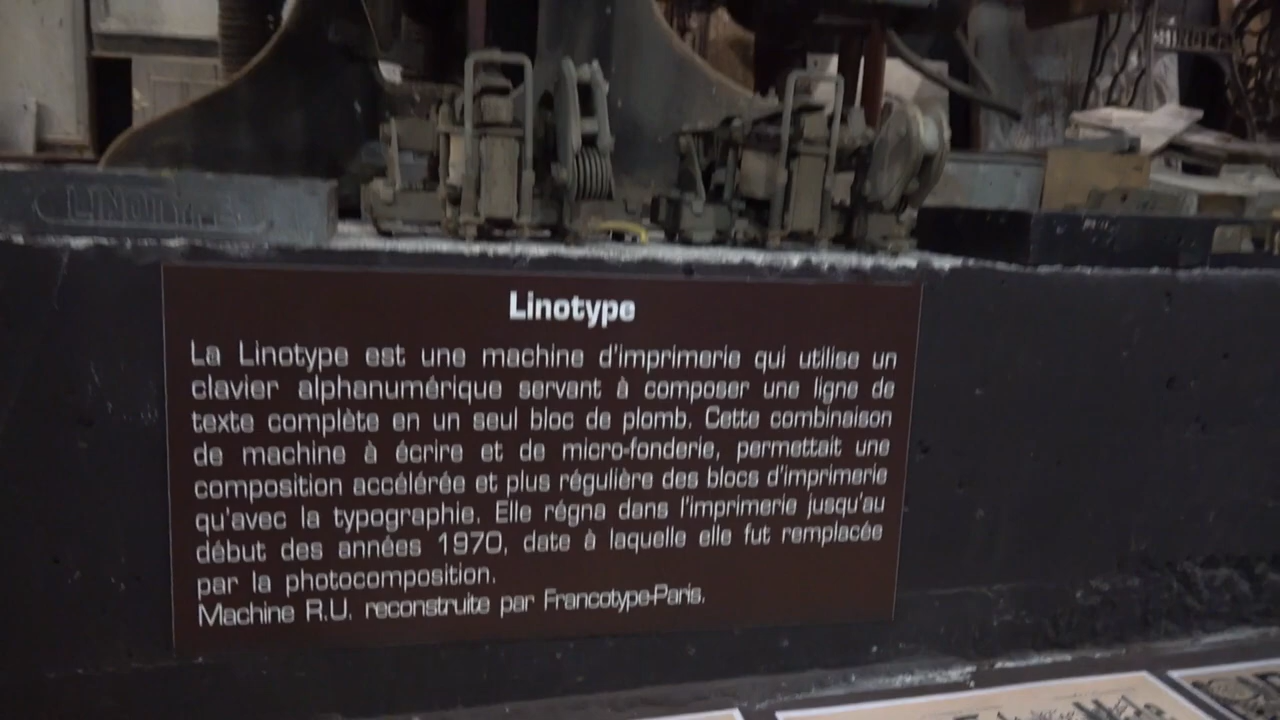 LINOTYPE
Linotype
La Linotype est une machine d'imprimerie qui utilise un
clavier alphanumérique servant à composer une ligne de
texte complète en un seul bloc de plomb. Cette combinaison
de machine à écrire et de micro-fonderie, permettait une
composition accélérée et plus régulière des blocs d'imprimerie
qu'avec la typographie. Elle régna dans l'imprimerie jusqu'au
début des années 1970, date à laquelle elle fut remplacée
par la photocomposition.
Machine R.U. reconstruite par Francotype-Paris.